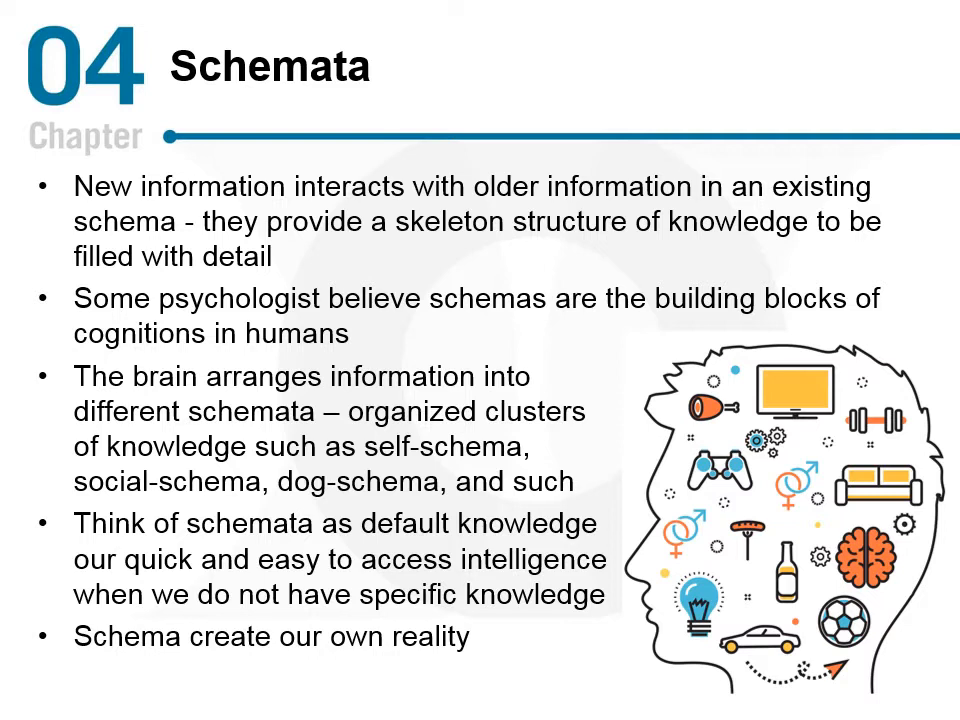 04
Schemata
Chapter
• New information interacts with older information in an existing
schema - they provide a skeleton structure of knowledge to be
filled with detail
• Some psychologist believe schemas are the building blocks of
cognitions in humans
• The brain arranges information into
different schemata – organized clusters
of knowledge such as self-schema,
social-schema, dog-schema, and such
• Think of schemata as default knowledge
our quick and easy to access intelligence
when we do not have specific knowledge
• Schema create our own reality